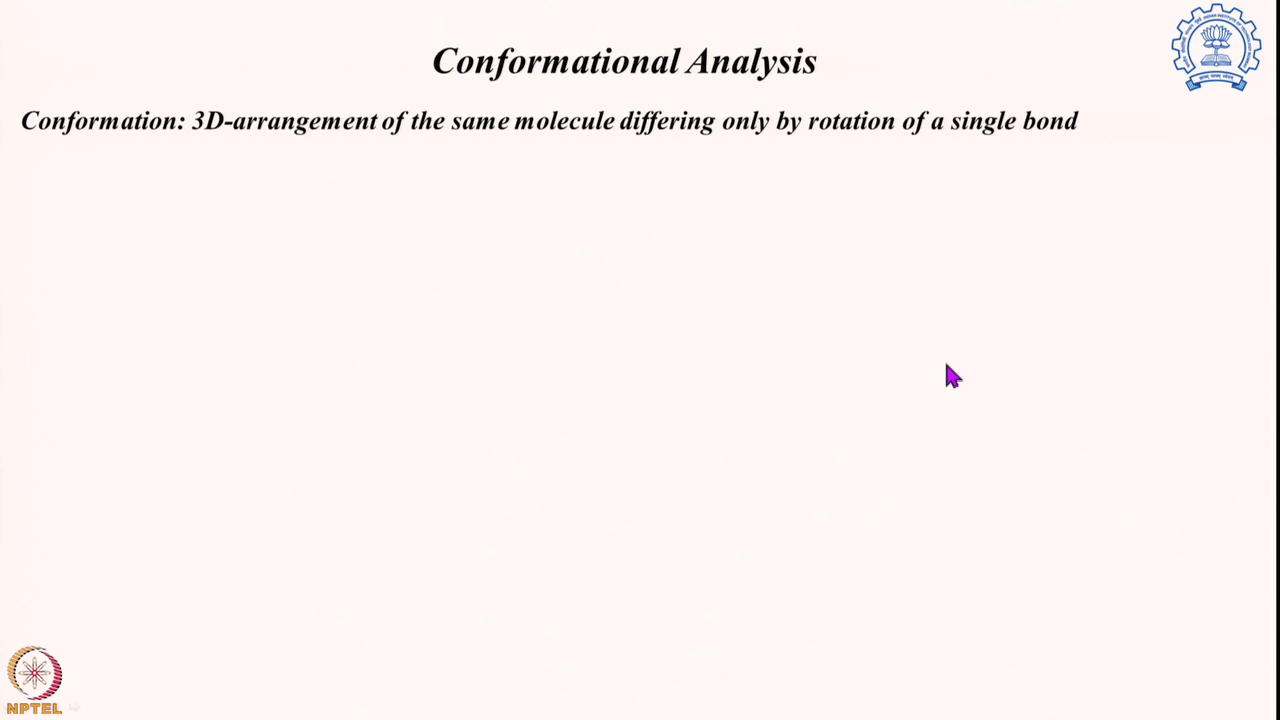 Conformational Analysis
Conformation: 3D-arrangement of the same molecule differing only by rotation of a single bond
NPTEL